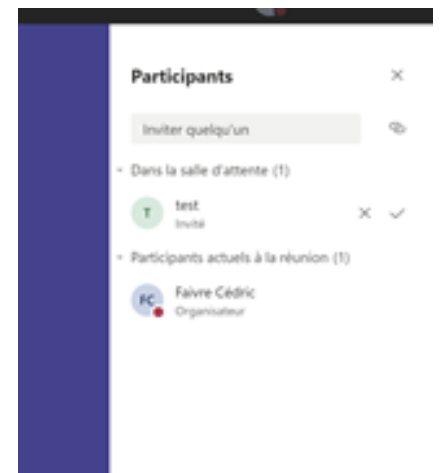 Participants
Inviter quelqu'un
Dans la salle d'attente (1)
T
test
Invité
Participants actuels à la réunion (1)
FC
Faivre Cédric
Organisateur